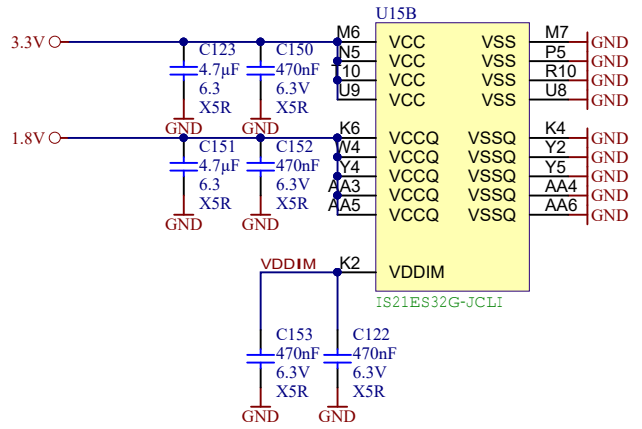 U15B
3.3V
M6 VCC VSS M7 GND
N5 VCC VSS P5 GND
T10 VCC VSS R10 GND
U9 VCC VSS U8 GND
C123
4.7µF
6.3
X5R
GND
C150
470nF
6.3V
X5R
GND
1.8V
K6 VCCQ VSSQ K4 GND
W4 VCCQ VSSQ Y2 GND
Y4 VCCQ VSSQ Y5 GND
AA3 VCCQ VSSQ AA4 GND
AA5 VCCQ VSSQ AA6 GND
C151
4.7µF
6.3
X5R
GND
C152
470nF
6.3V
X5R
GND
VDDIM K2 VDDIM
IS21ES32G-JCLI
C153
470nF
6.3V
X5R
GND
C122
470nF
6.3V
X5R
GND